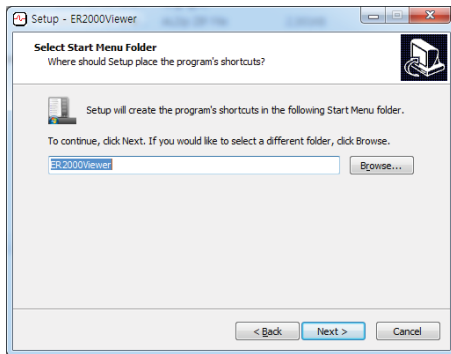 Setup - ER2000Viewer
Select Start Menu Folder
Where should Setup place the program's shortcuts?
Setup will create the program's shortcuts in the following Start Menu folder.
To continue, click Next. If you would like to select a different folder, click Browse.
ER2000Viewer
Browse...
< Back
Next >
Cancel